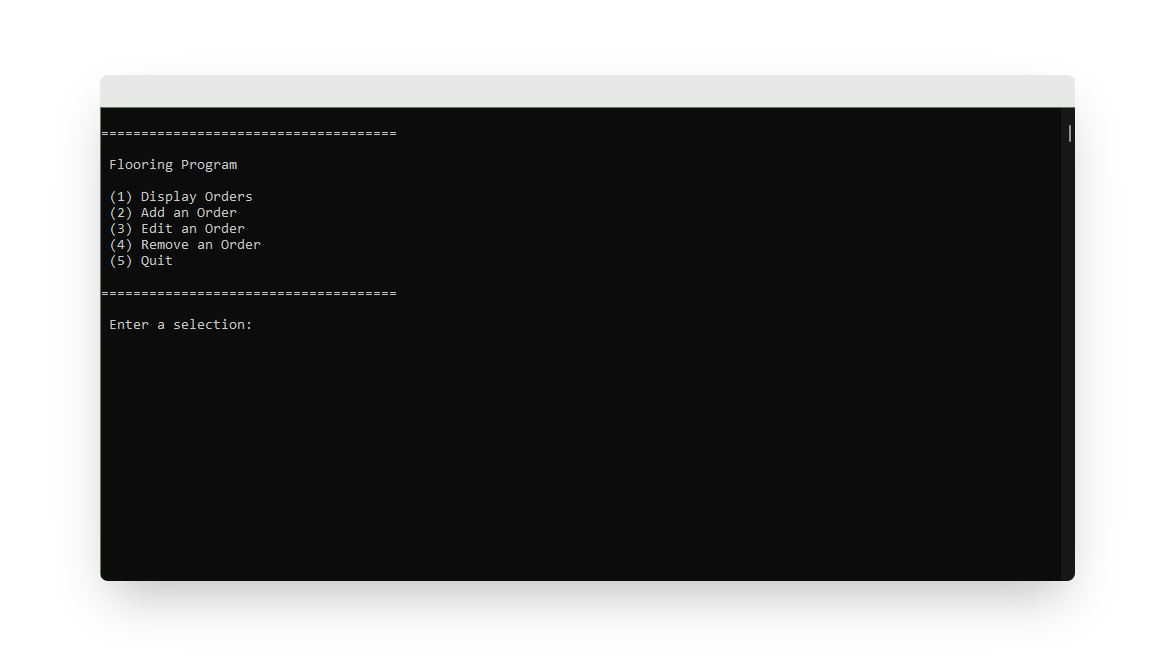 =====================================
Flooring Program
(1) Display Orders
(2) Add an Order
(3) Edit an Order
(4) Remove an Order
(5) Quit
=====================================
Enter a selection: